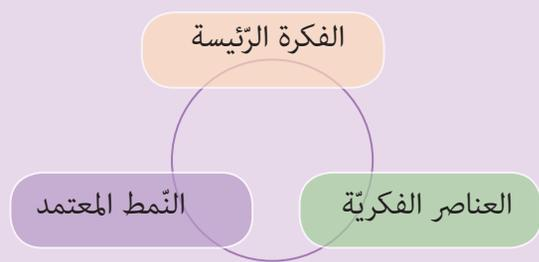 الفكرة الرّئيسة
العناصر الفكريّة
النّمط المعتمد